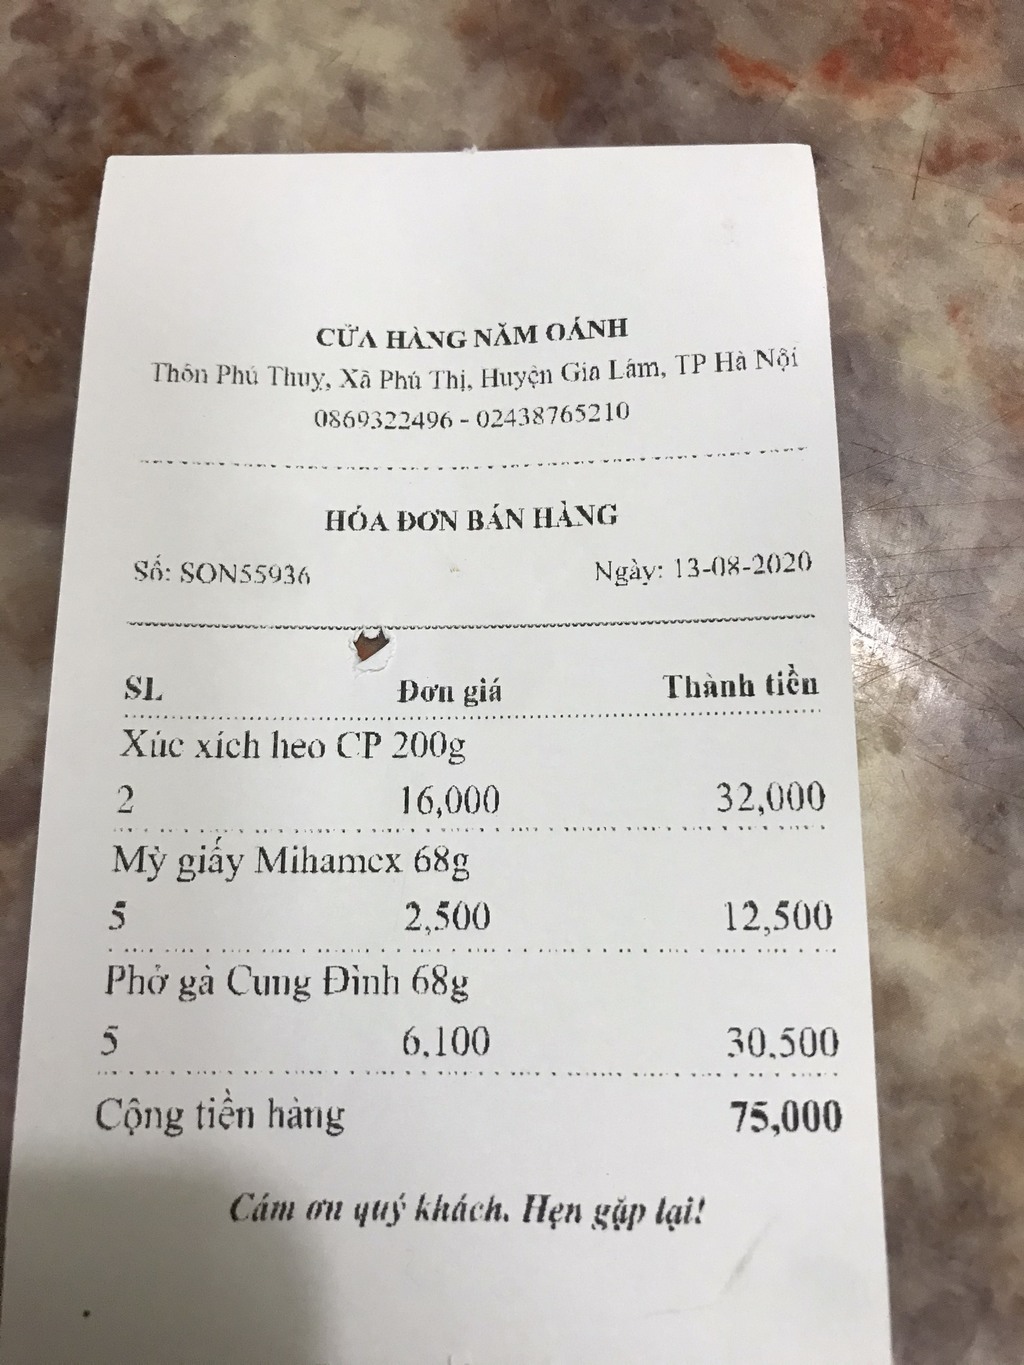 CỬA HÀNG NĂM OÁNH
Thôn Phú Thuỵ, Xã Phú Thị, Huyện Gia Lâm, TP Hà Nội
0869322496 - 02438765210
HÓA ĐƠN BÁN HÀNG
Số: SON55936 Ngày: 13-08-2020
SL Đơn giá Thành tiền
Xúc xích heo CP 200g
2 16,000 32,000
Mỳ giấy Mihamex 68g
5 2,500 12,500
Phở gà Cung Đình 68g
5 6,100 30,500
Cộng tiền hàng 75,000
Cám ơn quý khách. Hẹn gặp lại!